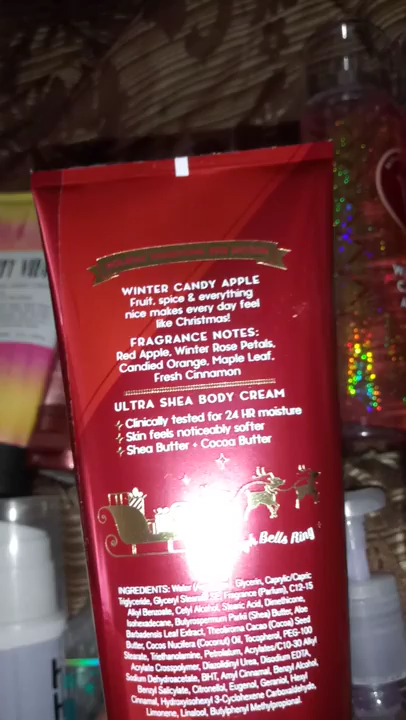 WINTER CANDY APPLE
Fruit, spice & everything
nice makes every day feel
like Christmas!
FRAGRANCE NOTES:
Red Apple, Winter Rose Petals,
Candied Orange, Maple Leaf,
Fresh Cinnamon
ULTRA SHEA BODY CREAM
Clinically tested for 24 HR moisture
Skin feels noticeably softer
Shea Butter + Cocoa Butter
Bells Ring
INGREDIENTS: Water Glycerin, Caprylic/Capric
Triglyceride, Glyceryl Stearate SE, Fragrance (Parfum), C12-15
Alkyl Benzoate, Cetyl Alcohol, Stearic Acid, Dimethicone,
Isohexadecane, Butyrospermum Parkii (Shea) Butter, Aloe
Barbadensis Leaf Extract, Theobroma Cacao (Cocoa) Seed
Butter, Cocos Nucifera (Coconut) Oil, Tocopherol, PEG-100
Stearate, Triethanolamine, Petrolatum, Acrylates/C10-30 Alkyl
Acrylate Crosspolymer, Diazolidinyl Urea, Disodium EDTA,
Sodium Dehydroacetate, BHT, Amyl Cinnamal, Benzyl Alcohol,
Benzyl Salicylate, Citronellol, Eugenol, Geraniol, Hexyl
Cinnamal, Hydroxyisohexyl 3-Cyclohexene Carboxaldehyde,
Limonene, Linalool, Butylphenyl Methylpropional.